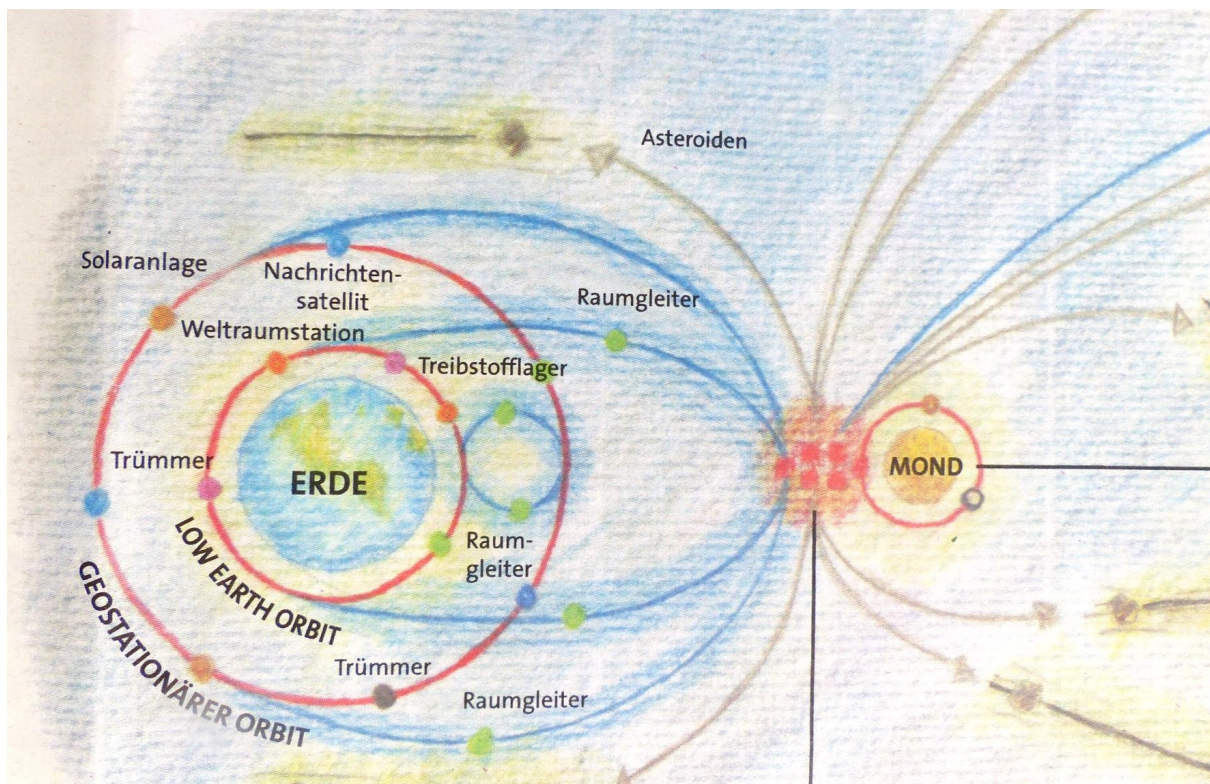 Asteroiden
Solaranlage
Nachrichten-
satellit
Raumgleiter
Weltraumstation
Treibstofflager
Trümmer
ERDE
MOND
LOW EARTH ORBIT
Raum-
gleiter
GEOSTATIONÄRER ORBIT
Trümmer
Raumgleiter